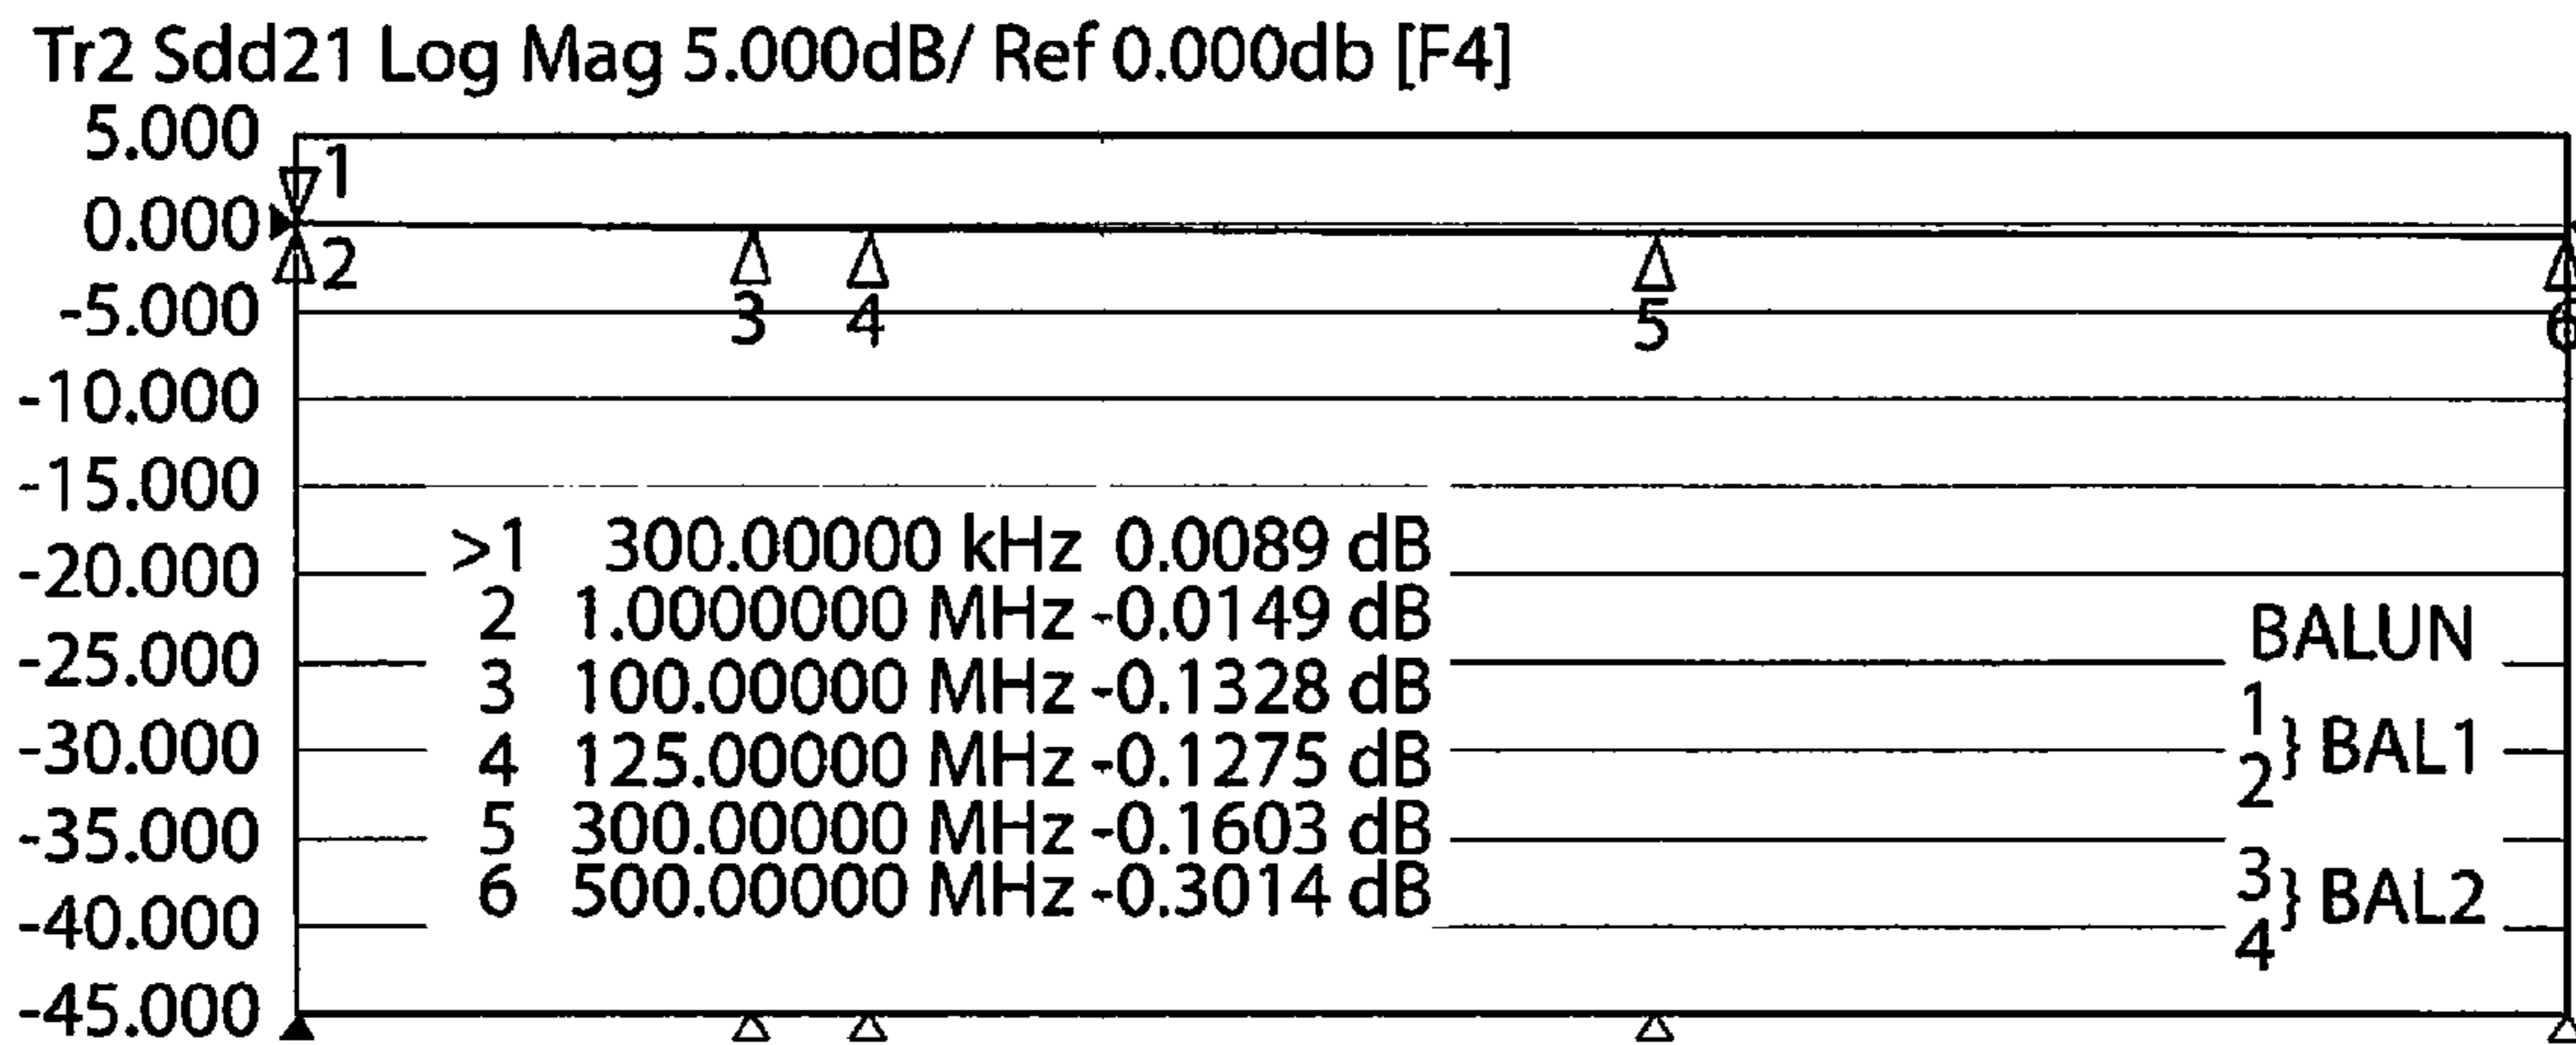 Tr2 Sdd21 Log Mag 5.000dB/ Ref 0.000db [F4]
5.000
1
0.000
2
-5.000
3
4
5
6
-10.000
-15.000
>1 300.00000 kHz 0.0089 dB
-20.000
2 1.0000000 MHz -0.0149 dB
BALUN
-25.000
3 100.00000 MHz -0.1328 dB
1
2 } BAL1
-30.000
4 125.00000 MHz -0.1275 dB
-35.000
5 300.00000 MHz -0.1603 dB
6 500.00000 MHz -0.3014 dB
3
4 } BAL2
-40.000
-45.000